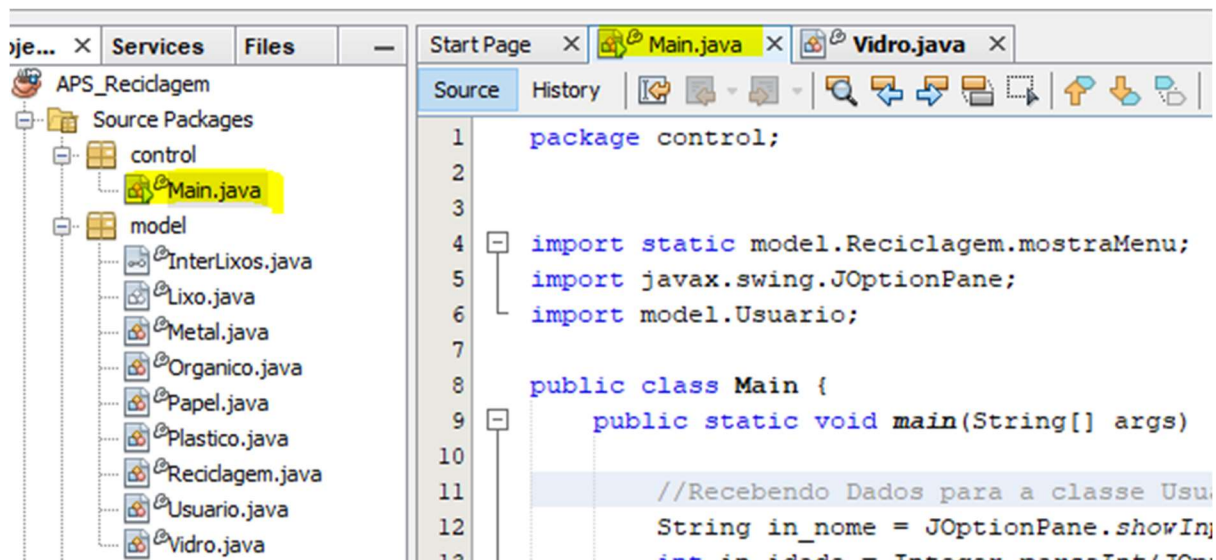 oje... Services Files
APS_Reciclagem
Source Packages
control
Main.java
model
InterLixos.java
Lixo.java
Metal.java
Organico.java
Papel.java
Plastico.java
Reciclagem.java
Usuario.java
Vidro.java
Start Page Main.java Vidro.java
Source History
1 package control;
2
3
4 import static model.Reciclagem.mostraMenu;
5 import javax.swing.JOptionPane;
6 import model.Usuario;
7
8 public class Main {
9 public static void main(String[] args)
10
11 //Recebendo Dados para a classe Usu
12 String in_nome = JOptionPane.showIn